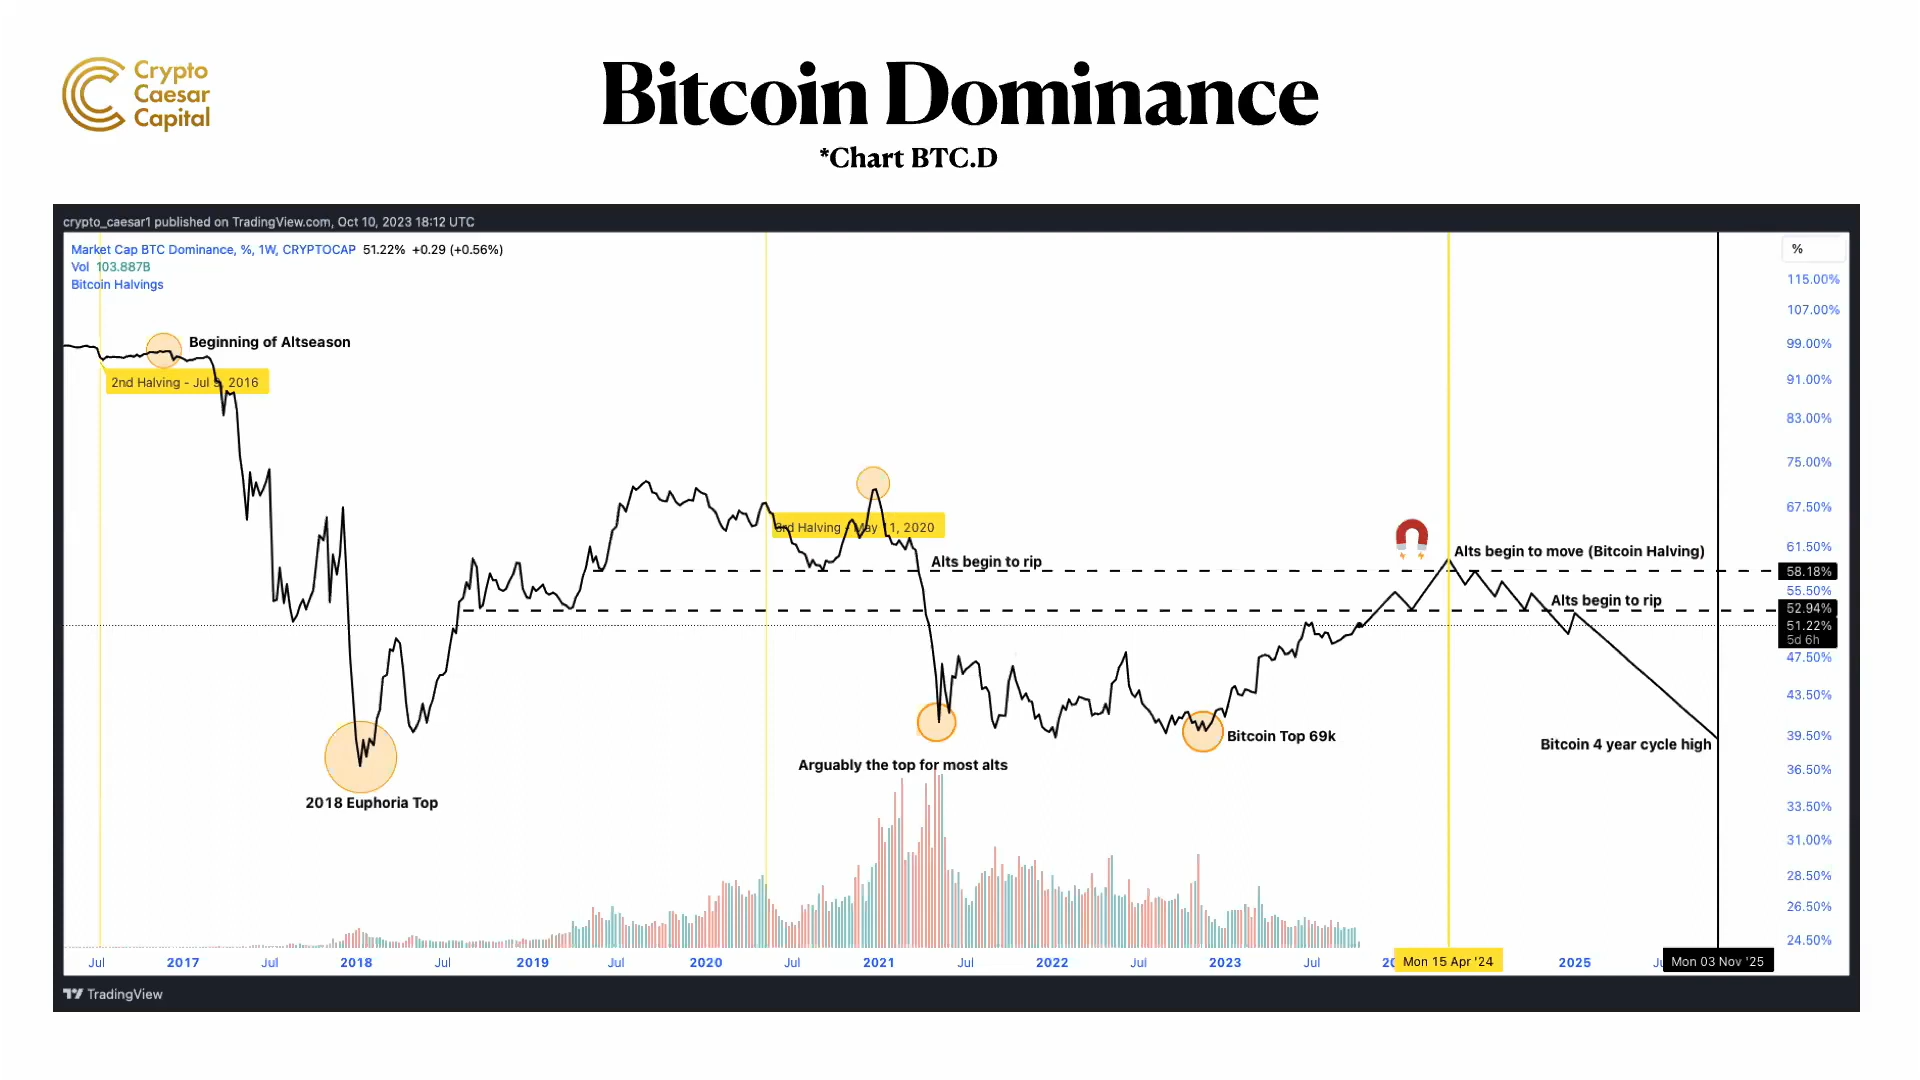 Crypto
Caesar
Capital
Bitcoin Dominance
*Chart BTC.D
crypto_caesar1 published on TradingView.com, Oct 10, 2023 18:12 UTC
Market Cap BTC Dominance, %, 1W, CRYPTOCAP 51.22% +0.29 (+0.56%)
Vol 103.887B
Bitcoin Halvings
%
115.00%
107.00%
99.00%
91.00%
83.00%
75.00%
67.50%
61.50%
58.18%
55.50%
52.94%
51.22%
5d 6h
47.50%
43.50%
39.50%
36.50%
33.50%
31.00%
28.50%
26.50%
24.50%
Beginning of Altseason
2nd Halving - Jul 9, 2016
3rd Halving - May 11, 2020
Alts begin to rip
Alts begin to move (Bitcoin Halving)
Alts begin to rip
Bitcoin Top 69k
Bitcoin 4 year cycle high
Arguably the top for most alts
2018 Euphoria Top
Jul 2017 Jul 2018 Jul 2019 Jul 2020 Jul 2021 Jul 2022 Jul 2023 Jul Mon 15 Apr '24 2025 Mon 03 Nov '25
TradingView